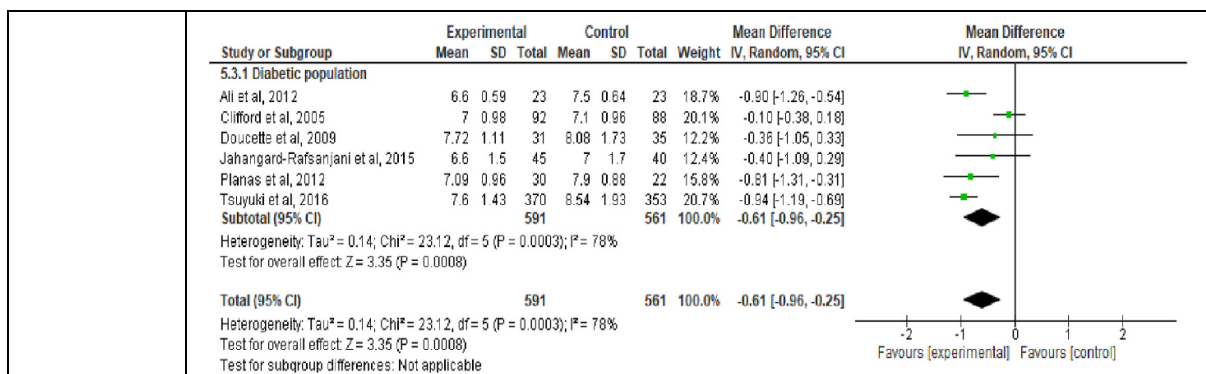 Experimental Control Mean Difference Mean Difference
Study or Subgroup Mean SD Total Mean SD Total Weight IV, Random, 95% CI IV, Random, 95% CI
5.3.1 Diabetic population
Ali et al, 2012 6.6 0.59 23 7.5 0.64 23 18.7% -0.90 [-1.26, -0.54]
Clifford et al, 2005 7 0.98 92 7.1 0.96 88 20.1% -0.10 [-0.38, 0.18]
Doucette et al, 2009 7.72 1.11 31 8.08 1.73 35 12.2% -0.36 [-1.05, 0.33]
Jahangard-Rafsanjani et al, 2015 6.6 1.5 45 7 1.7 40 12.4% -0.40 [-1.09, 0.29]
Planas et al, 2012 7.09 0.96 30 7.9 0.88 22 15.8% -0.81 [-1.31, -0.31]
Tsuyuki et al, 2016 7.6 1.43 370 8.54 1.93 353 20.7% -0.94 [-1.19, -0.69]
Subtotal (95% CI) 591 561 100.0% -0.61 [-0.96, -0.25]
Heterogeneity: Tau² = 0.14; Chi² = 23.12, df = 5 (P = 0.0003); I² = 78%
Test for overall effect: Z = 3.35 (P = 0.0008)
Total (95% CI) 591 561 100.0% -0.61 [-0.96, -0.25]
Heterogeneity: Tau² = 0.14; Chi² = 23.12, df = 5 (P = 0.0003); I² = 78%
Test for overall effect: Z = 3.35 (P = 0.0008)
Test for subgroup differences: Not applicable
-2 -1 0 1 2
Favours [experimental] Favours [control]